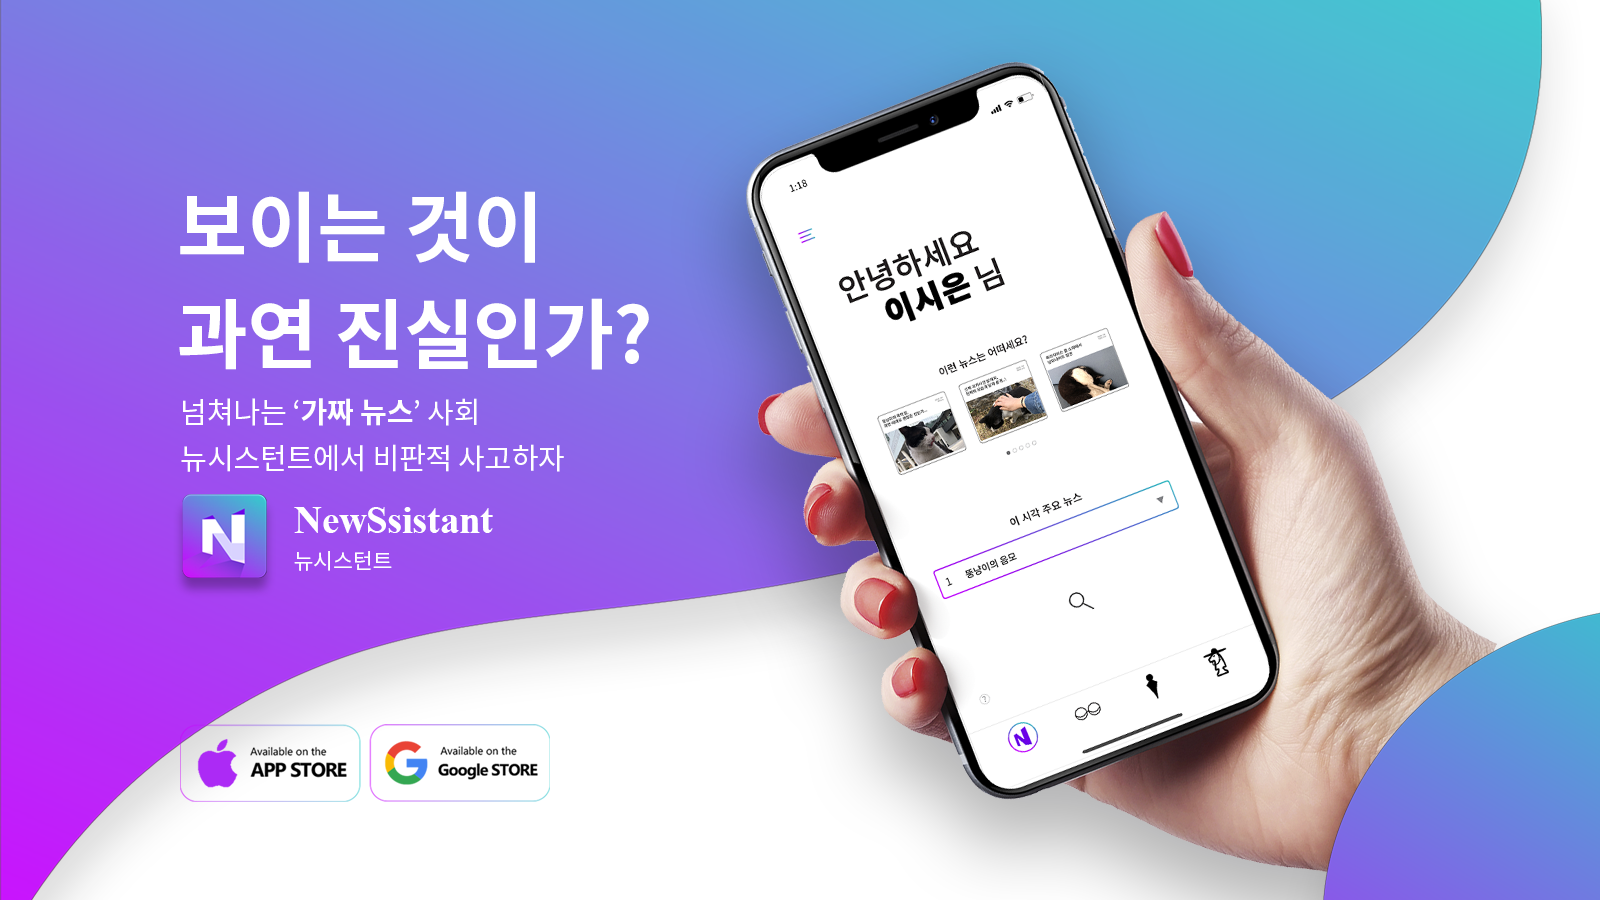 보이는 것이
과연 진실인가?
넘쳐나는 ‘가짜 뉴스’ 사회
뉴시스턴트에서 비판적 사고하자
N
NewSsistant
뉴시스턴트
Available on the
APP STORE
Available on the
Google STORE
1:18
안녕하세요
이시은 님
이런 뉴스는 어떠세요?
이 시각 주요 뉴스
1 뚱냥이의 음모
?
N